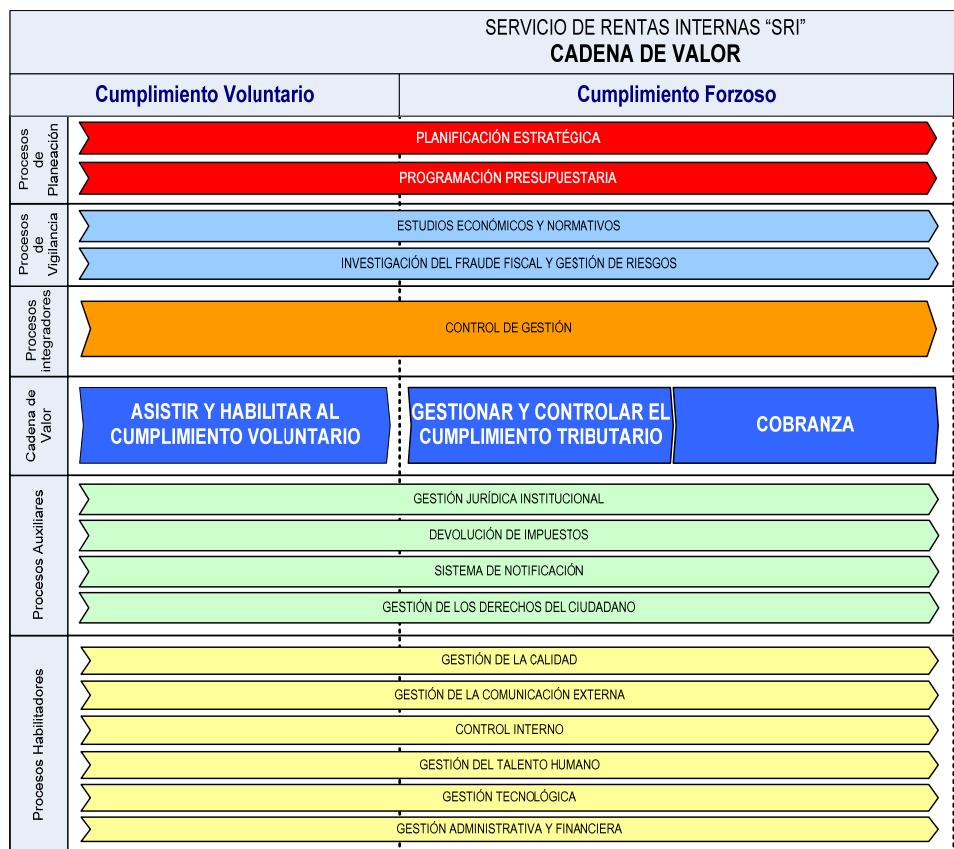 SERVICIO DE RENTAS INTERNAS “SRI”
CADENA DE VALOR
Cumplimiento Voluntario
Cumplimiento Forzoso
Procesos
de
Planeación
PLANIFICACIÓN ESTRATÉGICA
PROGRAMACIÓN PRESUPUESTARIA
Procesos
de
Vigilancia
ESTUDIOS ECONÓMICOS Y NORMATIVOS
INVESTIGACIÓN DEL FRAUDE FISCAL Y GESTIÓN DE RIESGOS
Procesos
integradores
CONTROL DE GESTIÓN
Cadena de
Valor
ASISTIR Y HABILITAR AL
CUMPLIMIENTO VOLUNTARIO
GESTIONAR Y CONTROLAR EL
CUMPLIMIENTO TRIBUTARIO
COBRANZA
Procesos Auxiliares
GESTIÓN JURÍDICA INSTITUCIONAL
DEVOLUCIÓN DE IMPUESTOS
SISTEMA DE NOTIFICACIÓN
GESTIÓN DE LOS DERECHOS DEL CIUDADANO
Procesos Habilitadores
GESTIÓN DE LA CALIDAD
GESTIÓN DE LA COMUNICACIÓN EXTERNA
CONTROL INTERNO
GESTIÓN DEL TALENTO HUMANO
GESTIÓN TECNOLÓGICA
GESTIÓN ADMINISTRATIVA Y FINANCIERA